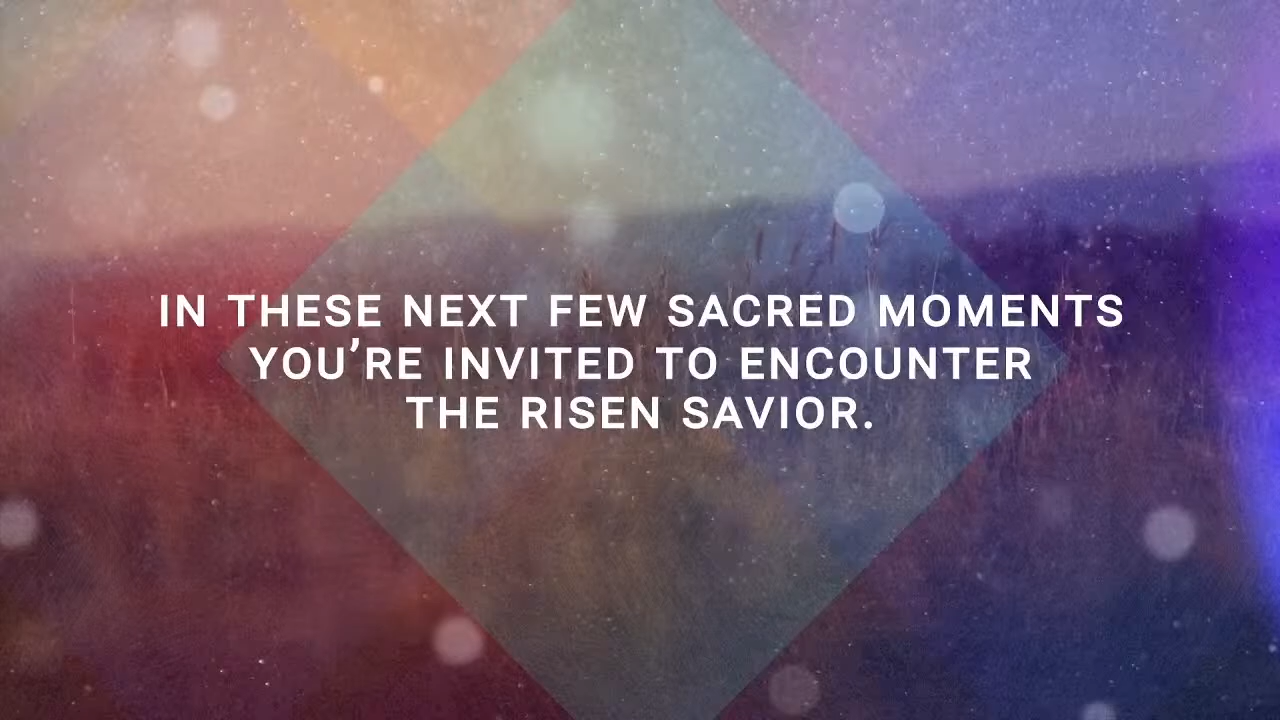 IN THESE NEXT FEW SACRED MOMENTS
YOU’RE INVITED TO ENCOUNTER
THE RISEN SAVIOR.